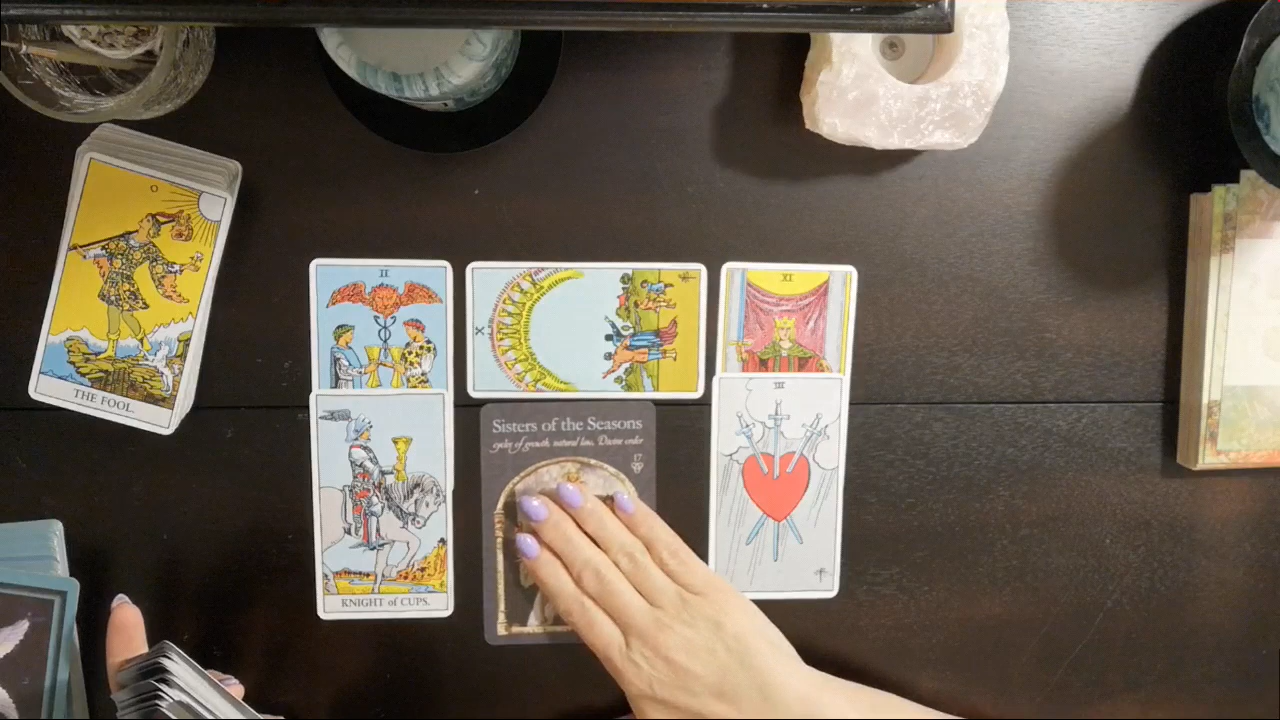 0
THE FOOL.
II
X
XI
Sisters of the Seasons
cycles of growth, natural law, Divine order
17
KNIGHT of CUPS.
III